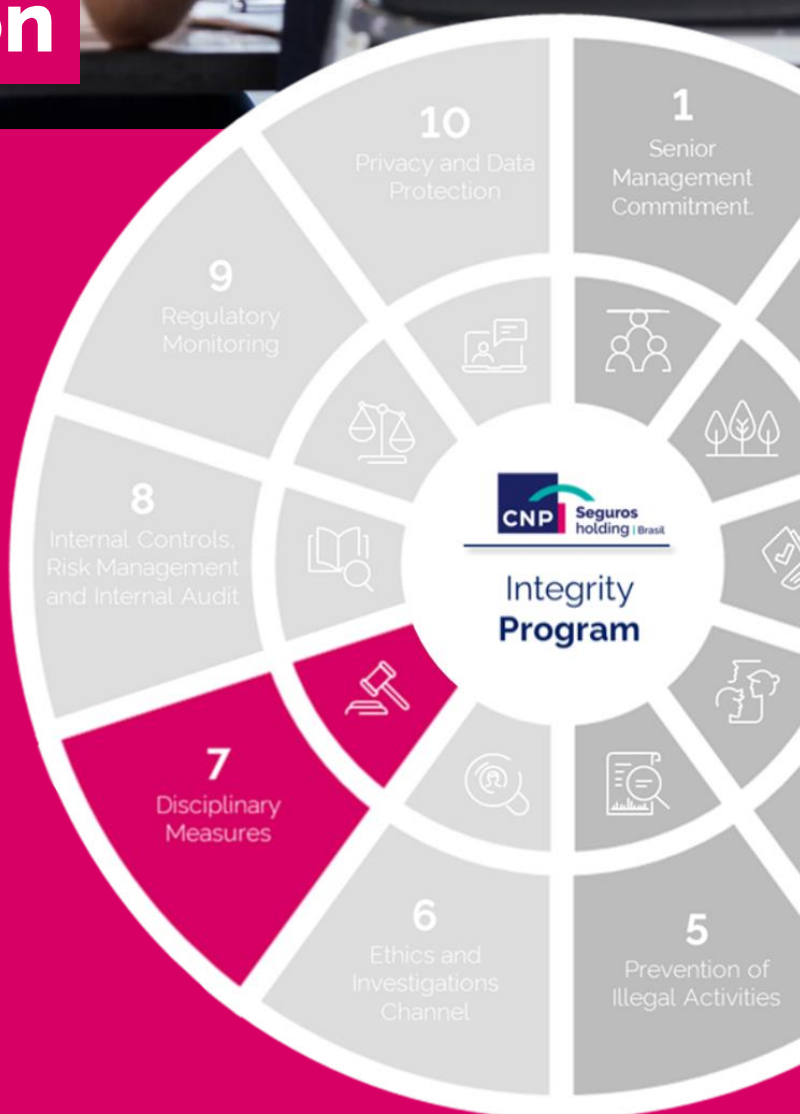 on
10
Privacy and Data
Protection
1
Senior
Management
Commitment.
9
Regulatory
Monitoring
8
Internal Controls,
Risk Management
and Internal Audit
CNP
Seguros
holding | Brasil
Integrity
Program
7
Disciplinary
Measures
6
Ethics and
Investigations
Channel
5
Prevention of
Illegal Activities